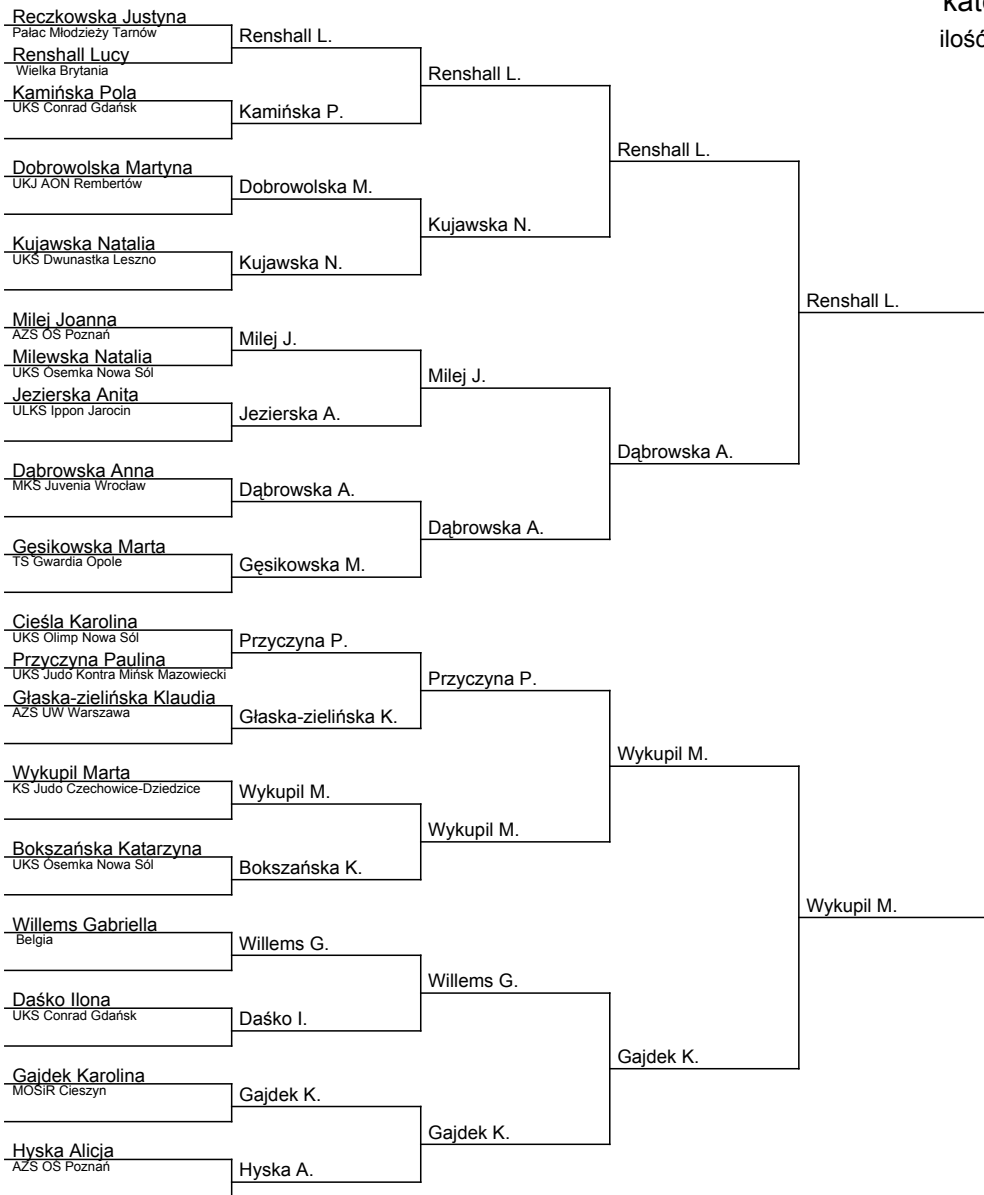 kat
ilość
Reczkowska Justyna
Pałac Młodzieży Tarnów
Renshall Lucy
Wielka Brytania
Kamińska Pola
UKS Conrad Gdańsk
Dobrowolska Martyna
UKJ AON Rembertów
Kujawska Natalia
UKS Dwunastka Leszno
Milej Joanna
AZS OŚ Poznań
Milewska Natalia
UKS Ósemka Nowa Sól
Jezierska Anita
ULKS Ippon Jarocin
Dąbrowska Anna
MKS Juvenia Wrocław
Gęsikowska Marta
TS Gwardia Opole
Cieśla Karolina
UKS Olimp Nowa Sól
Przyczyna Paulina
UKS Judo Kontra Mińsk Mazowiecki
Głaska-zielińska Klaudia
AZS UW Warszawa
Wykupil Marta
KS Judo Czechowice-Dziedzice
Bokszańska Katarzyna
UKS Ósemka Nowa Sól
Willems Gabriella
Belgia
Daśko Ilona
UKS Conrad Gdańsk
Gajdek Karolina
MOSiR Cieszyn
Hyska Alicja
AZS OŚ Poznań
Renshall L.
Kamińska P.
Dobrowolska M.
Kujawska N.
Milej J.
Jezierska A.
Dąbrowska A.
Gęsikowska M.
Przyczyna P.
Głaska-zielińska K.
Wykupil M.
Bokszańska K.
Willems G.
Daśko I.
Gajdek K.
Hyska A.
Renshall L.
Kujawska N.
Milej J.
Dąbrowska A.
Przyczyna P.
Wykupil M.
Willems G.
Gajdek K.
Renshall L.
Dąbrowska A.
Wykupil M.
Gajdek K.
Renshall L.
Wykupil M.